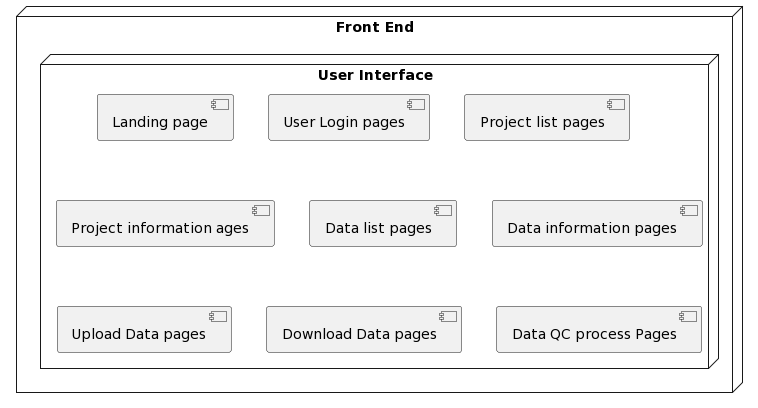 Front End
User Interface
Landing page
User Login pages
Project list pages
Project information ages
Data list pages
Data information pages
Upload Data pages
Download Data pages
Data QC process Pages